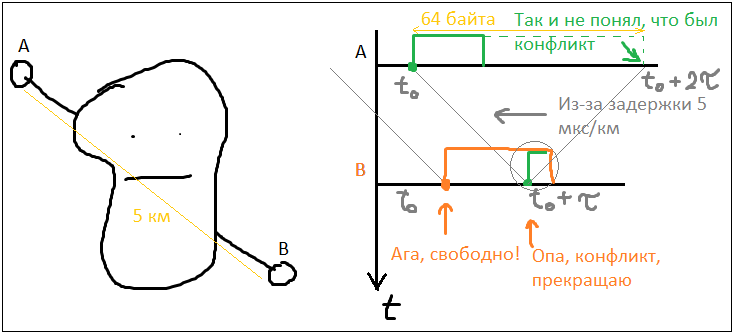 A
B
5 км
64 байта
Так и не понял, что был
конфликт
A
t₀
t₀+2τ
Из-за задержки 5
мкс/км
B
t₀
t₀+τ
Ага, свободно!
Опа, конфликт,
прекращаю
t